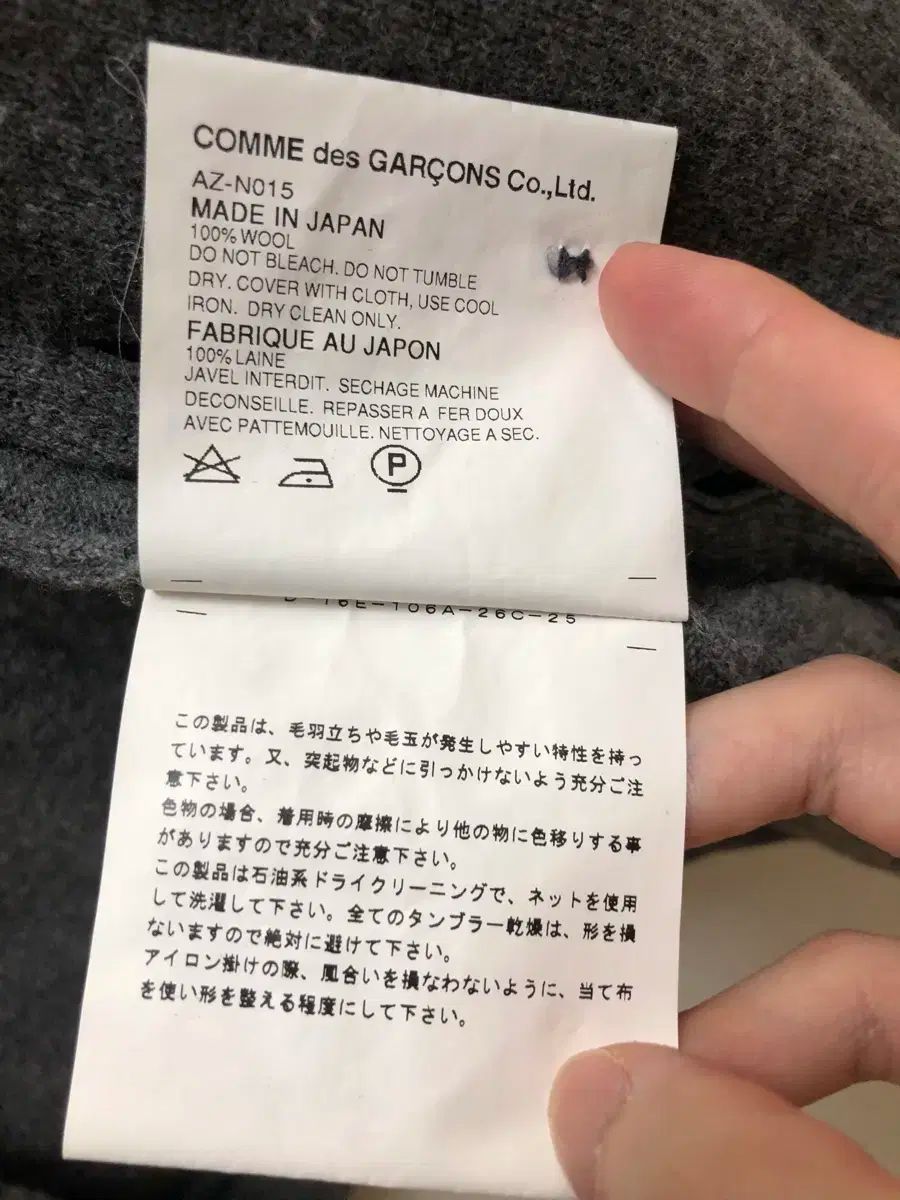 COMME des GARÇONS Co.,Ltd.
AZ-N015
MADE IN JAPAN
100% WOOL
DO NOT BLEACH. DO NOT TUMBLE
DRY. COVER WITH CLOTH, USE COOL
IRON. DRY CLEAN ONLY.
FABRIQUE AU JAPON
100% LAINE
JAVEL INTERDIT. SECHAGE MACHINE
DECONSEILLE. REPASSER A FER DOUX
AVEC PATTEMOUILLE. NETTOYAGE A SEC.
P
-16E-106A-26C-25
この製品は、毛羽立ちや毛玉が発生しやすい特性を持っ
ています。又、突起物などに引っかけないよう充分ご注
意下さい。
色物の場合、着用時の摩擦により他の物に色移りする事
がありますので充分ご注意下さい。
この製品は石油系ドライクリーニングで、ネットを使用
して洗濯して下さい。全てのタンブラー乾燥は、形を損
ないますので絶対に避けて下さい。
アイロン掛けの際、風合いを損なわないように、当て布
を使い形を整える程度にして下さい。